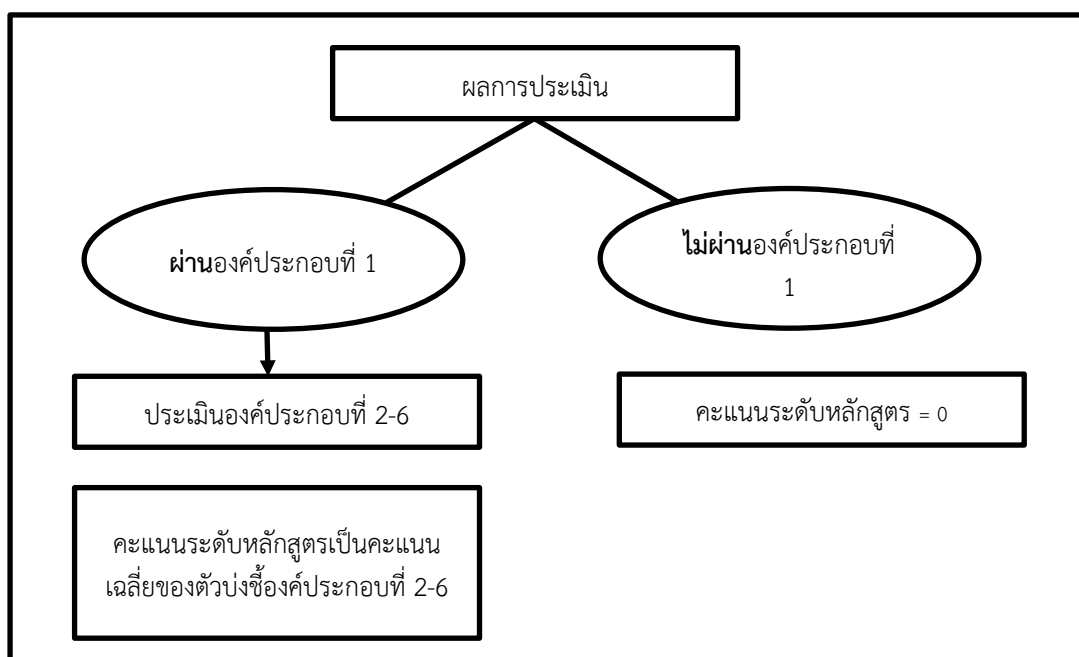 ผลการประเมิน
ผ่านองค์ประกอบที่ 1
ไม่ผ่านองค์ประกอบที่
1
ประเมินองค์ประกอบที่ 2-6
คะแนนระดับหลักสูตร = 0
คะแนนระดับหลักสูตรเป็นคะแนน
เฉลี่ยของตัวบ่งชี้องค์ประกอบที่ 2-6